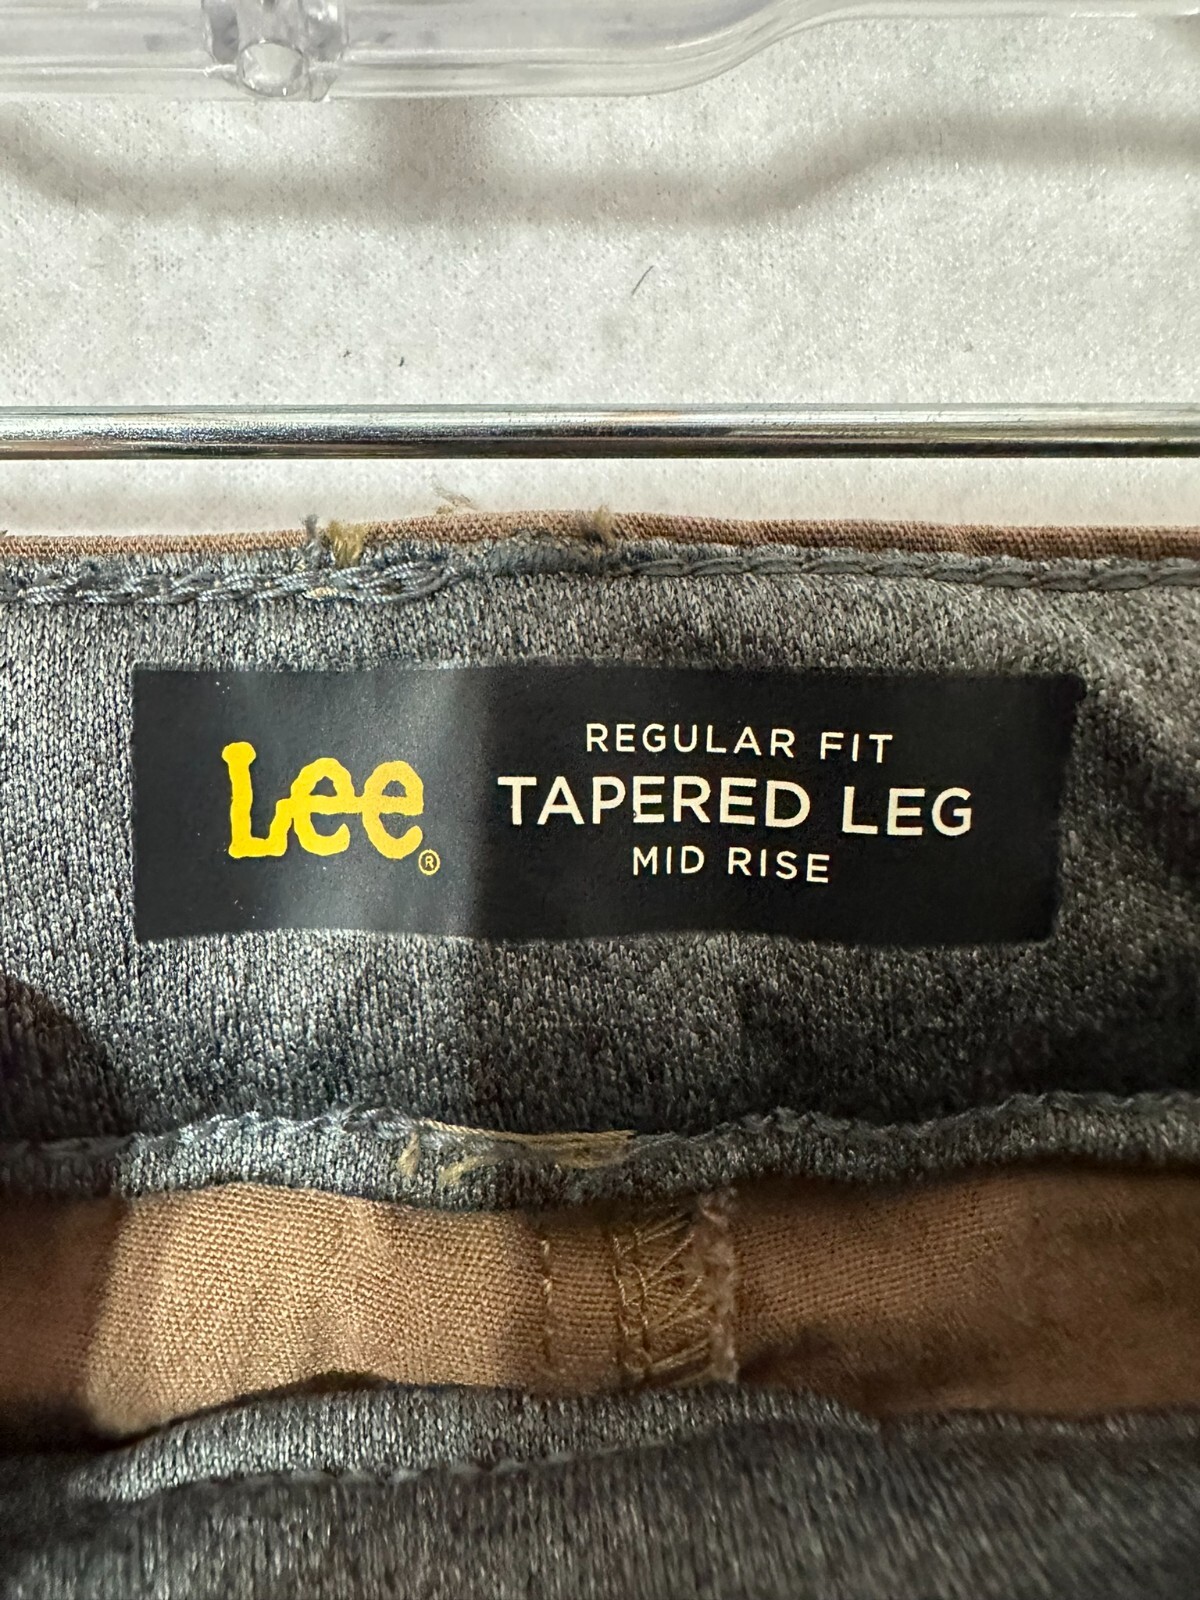 Lee®
REGULAR FIT
TAPERED LEG
MID RISE